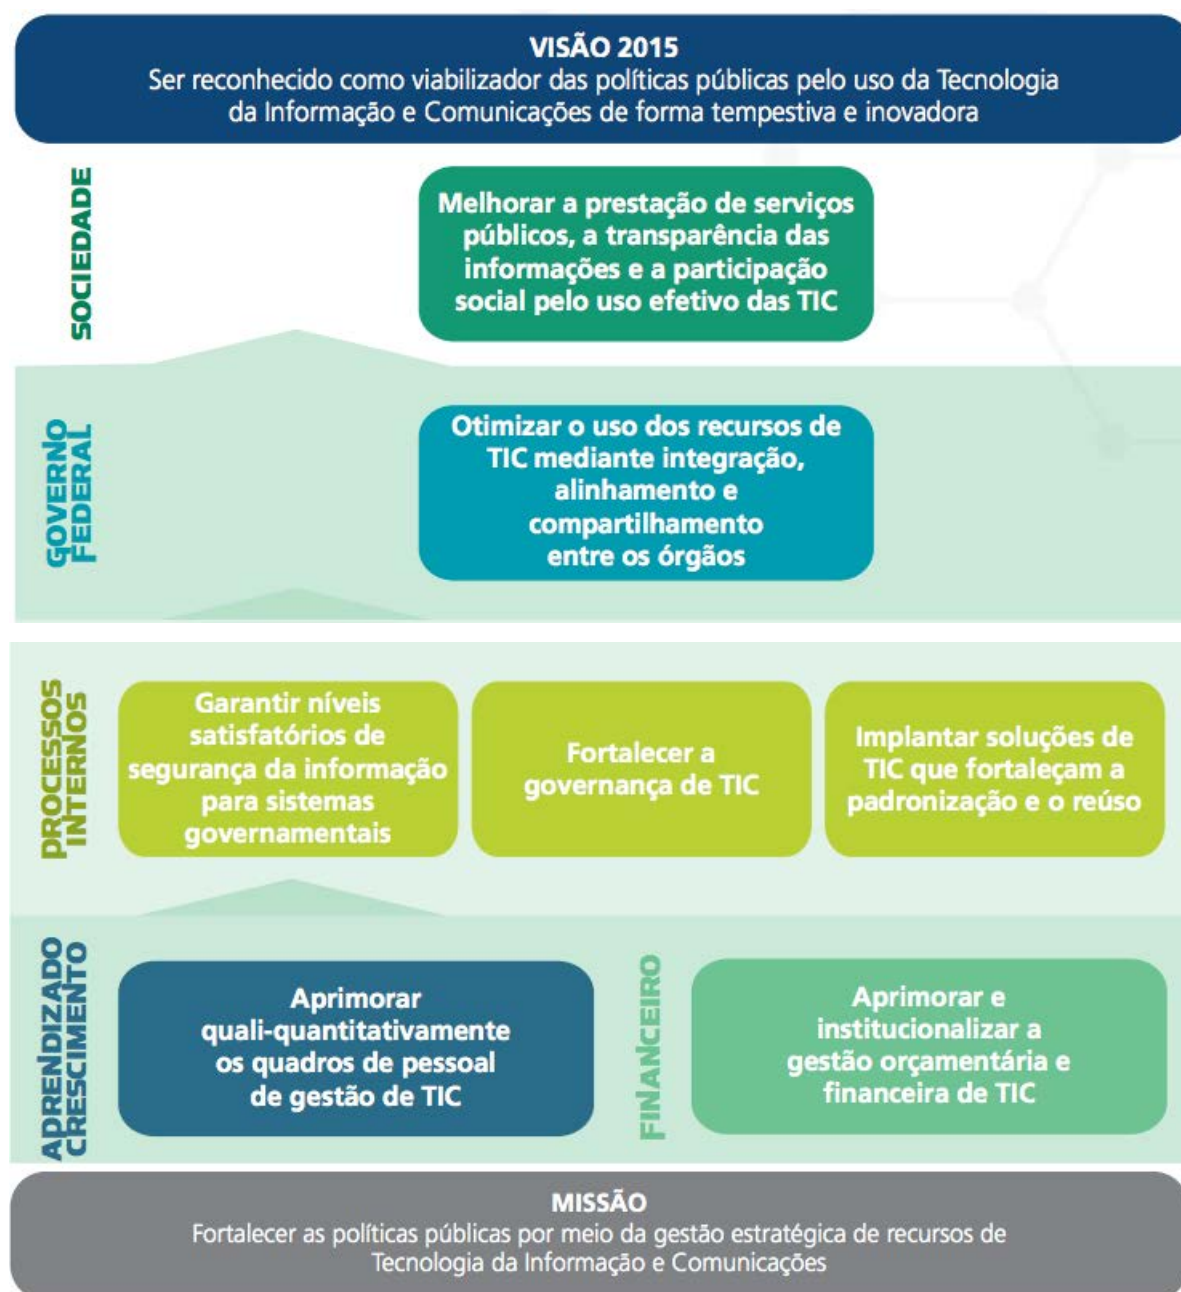 VISÃO 2015
Ser reconhecido como viabilizador das políticas públicas pelo uso da Tecnologia
da Informação e Comunicações de forma tempestiva e inovadora
SOCIEDADE
Melhorar a prestação de serviços
públicos, a transparência das
informações e a participação
social pelo uso efetivo das TIC
GOVERNO
FEDERAL
Otimizar o uso dos recursos de
TIC mediante integração,
alinhamento e
compartilhamento
entre os órgãos
PROCESSOS
INTERNOS
Garantir níveis
satisfatórios de
segurança da informação
para sistemas
governamentais
Fortalecer a
governança de TIC
Implantar soluções de
TIC que fortaleçam a
padronização e o reúso
APRENDIZADO
CRESCIMENTO
Aprimorar
quali-quantitativamente
os quadros de pessoal
de gestão de TIC
FINANCEIRO
Aprimorar e
institucionalizar a
gestão orçamentária e
financeira de TIC
MISSÃO
Fortalecer as políticas públicas por meio da gestão estratégica de recursos de
Tecnologia da Informação e Comunicações